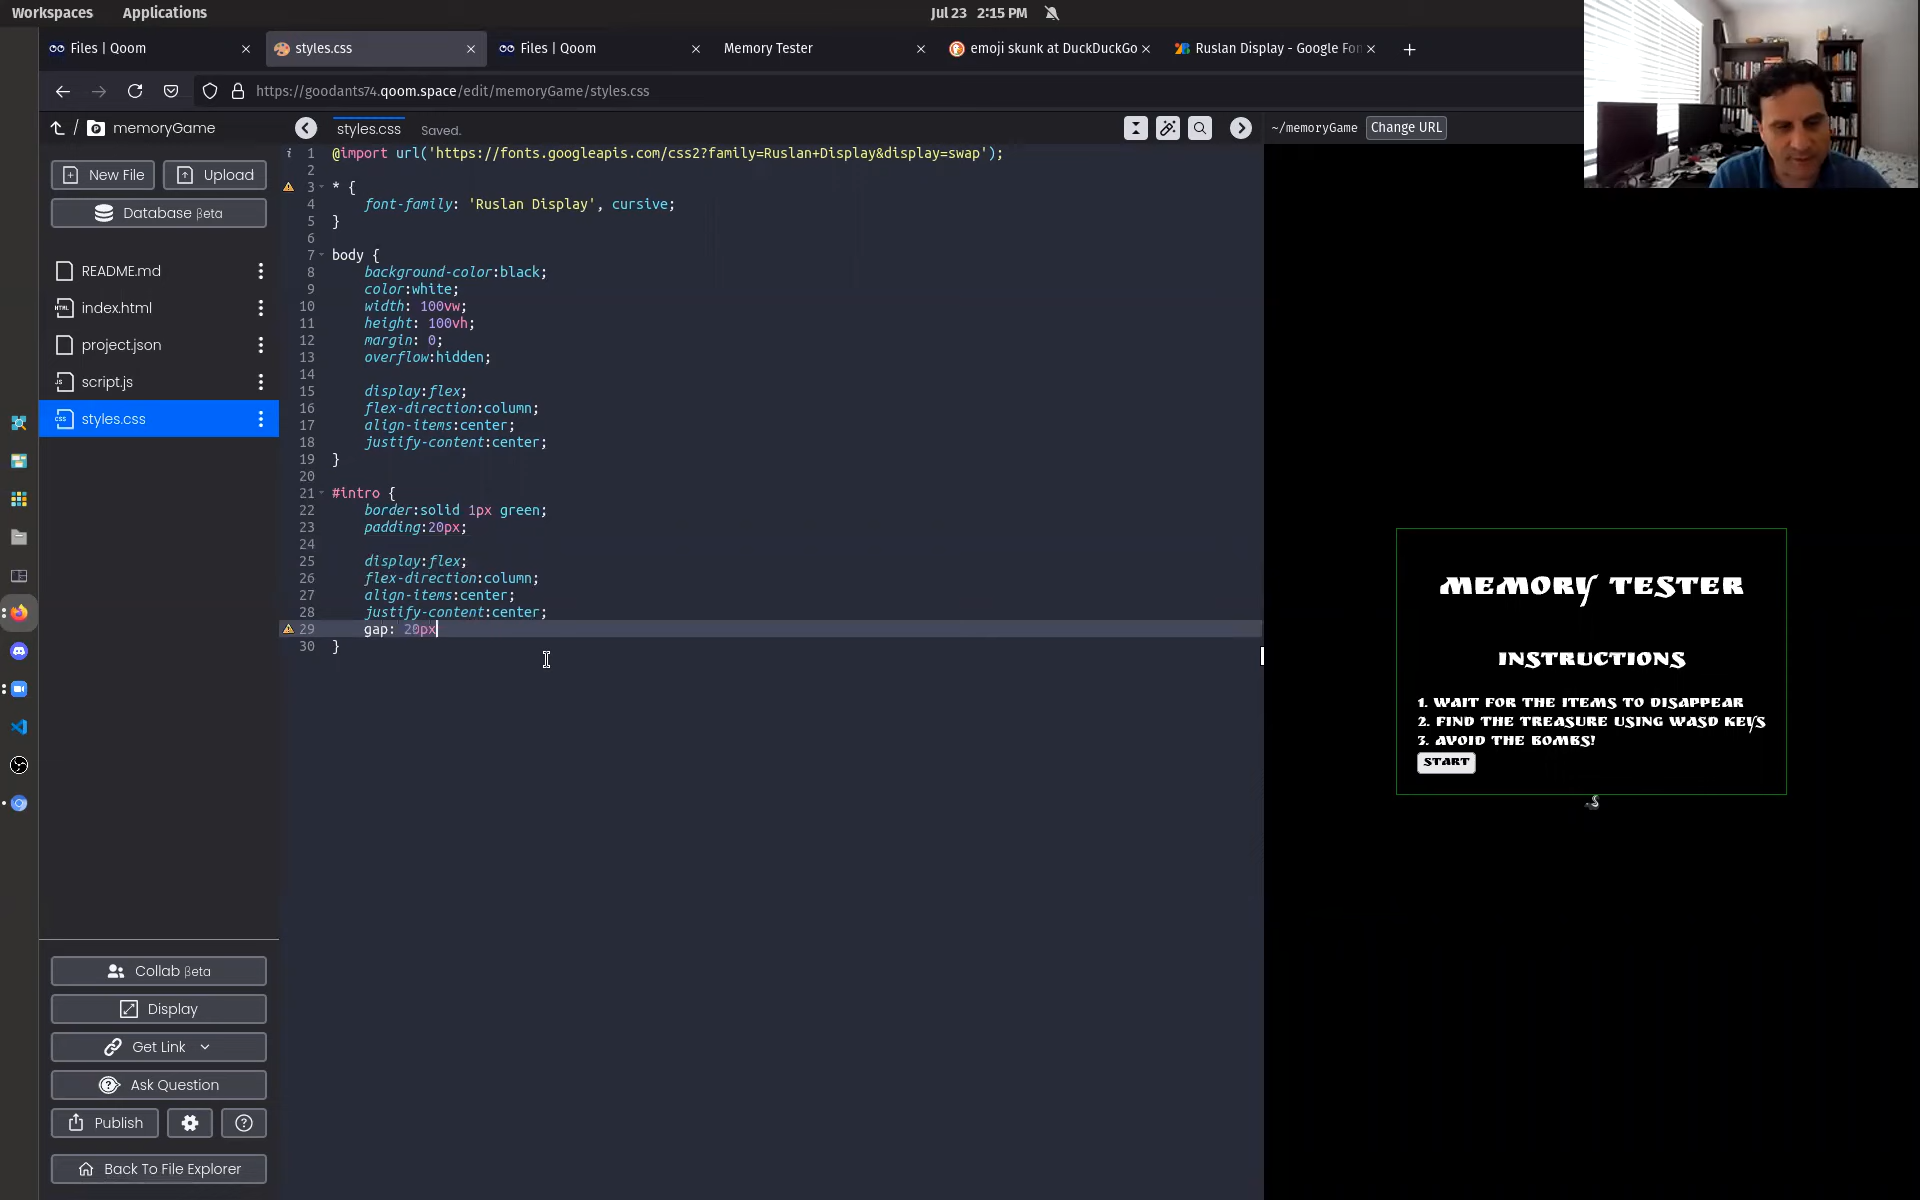 Workspaces Applications Jul 23 2:15 PM
Files | Qoom styles.css Files | Qoom Memory Tester emoji skunk at DuckDuckGo Ruslan Display - Google Fon
https://goodants74.qoom.space/edit/memoryGame/styles.css
/ memoryGame
styles.css Saved.
~/memoryGame Change URL
New File Upload
Database βeta
README.md
index.html
project.json
script.js
styles.css
Collab βeta
Display
Get Link
Ask Question
Publish
Back To File Explorer
1 @import url('https://fonts.googleapis.com/css2?family=Ruslan+Display&display=swap');
2
3 * {
4 font-family: 'Ruslan Display', cursive;
5 }
6
7 body {
8 background-color:black;
9 color:white;
10 width: 100vw;
11 height: 100vh;
12 margin: 0;
13 overflow:hidden;
14
15 display:flex;
16 flex-direction:column;
17 align-items:center;
18 justify-content:center;
19 }
20
21 #intro {
22 border:solid 1px green;
23 padding:20px;
24
25 display:flex;
26 flex-direction:column;
27 align-items:center;
28 justify-content:center;
29 gap: 20px
30 }
MEMORY TESTER
INSTRUCTIONS
1. WAIT FOR THE ITEMS TO DISAPPEAR
2. FIND THE TREASURE USING WASD KEYS
3. AVOID THE BOMBS!
START